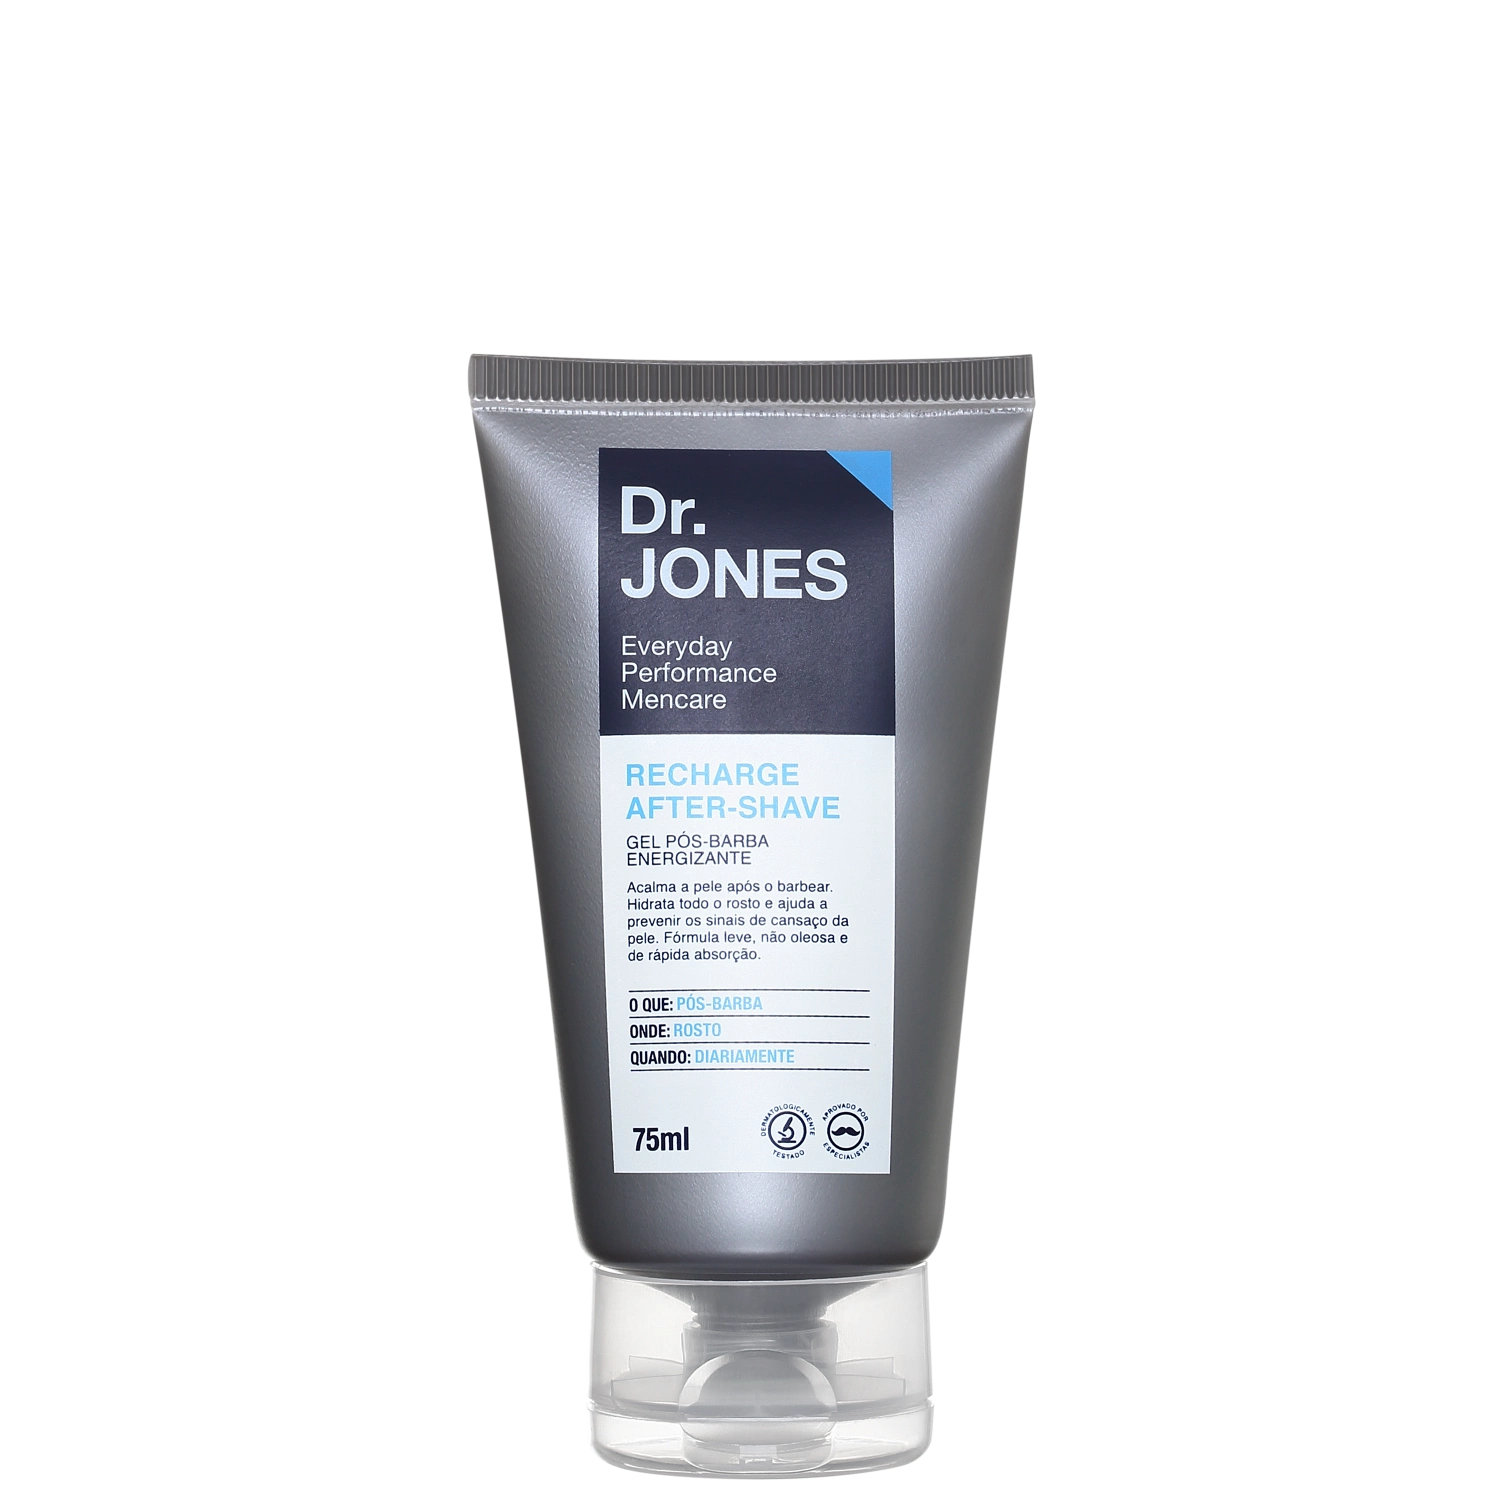 Dr.
JONES
Everyday
Performance
Mencare
RECHARGE
AFTER-SHAVE
GEL PÓS-BARBA
ENERGIZANTE
Acalma a pele após o barbear.
Hidrata todo o rosto e ajuda a
prevenir os sinais de cansaço da
pele. Fórmula leve, não oleosa e
de rápida absorção.
O QUE: PÓS-BARBA
ONDE: ROSTO
QUANDO: DIARIAMENTE
75ml
DERMATOLOGICAMENTE
TESTADO
APROVADO POR
ESPECIALISTAS